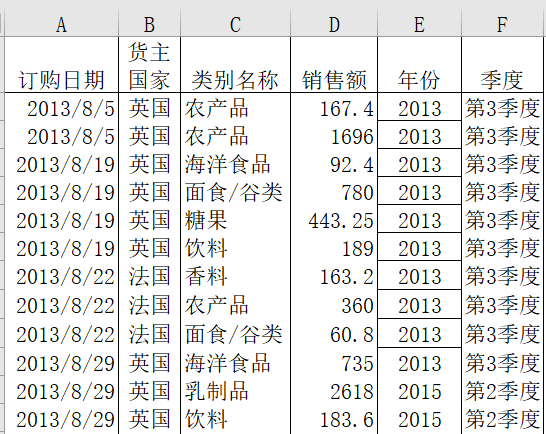 A B C D E F
订购日期 货主国家 类别名称 销售额 年份 季度
2013/8/5 英国 农产品 167.4 2013 第3季度
2013/8/5 英国 农产品 1696 2013 第3季度
2013/8/19 英国 海洋食品 92.4 2013 第3季度
2013/8/19 英国 面食/谷类 780 2013 第3季度
2013/8/19 英国 糖果 443.25 2013 第3季度
2013/8/19 英国 饮料 189 2013 第3季度
2013/8/22 法国 香料 163.2 2013 第3季度
2013/8/22 法国 农产品 360 2013 第3季度
2013/8/22 法国 面食/谷类 60.8 2013 第3季度
2013/8/29 英国 海洋食品 735 2013 第3季度
2013/8/29 英国 乳制品 2618 2015 第2季度
2013/8/29 英国 饮料 183.6 2015 第2季度